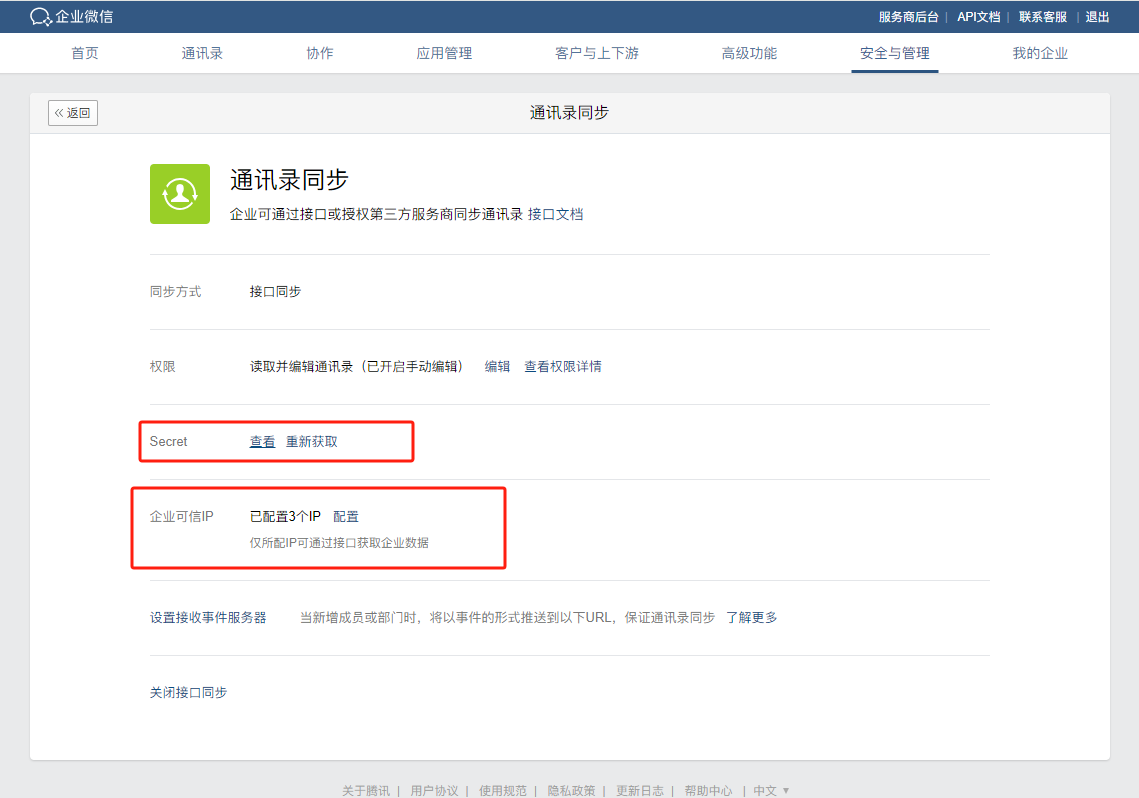 企业微信 服务商后台 | API文档 | 联系客服 | 退出
首页 通讯录 协作 应用管理 客户与上下游 高级功能 安全与管理 我的企业
« 返回 通讯录同步
通讯录同步
企业可通过接口或授权第三方服务商同步通讯录 接口文档
同步方式 接口同步
权限 读取并编辑通讯录（已开启手动编辑） 编辑 查看权限详情
Secret 查看 重新获取
企业可信IP 已配置3个IP 配置
仅所配IP可通过接口获取企业数据
设置接收事件服务器 当新增成员或部门时，将以事件的形式推送到以下URL，保证通讯录同步 了解更多
关闭接口同步
关于腾讯 | 用户协议 | 使用规范 | 隐私政策 | 更新日志 | 帮助中心 | 中文 ▼